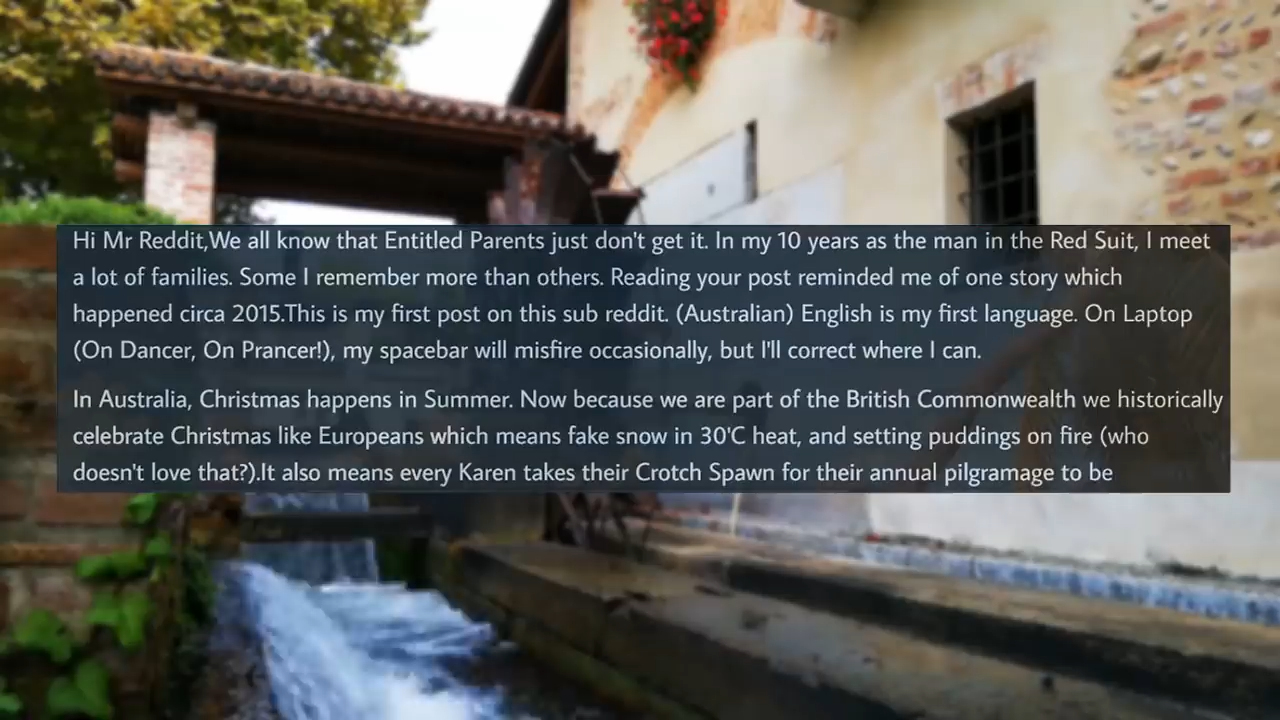 Hi Mr Reddit,We all know that Entitled Parents just don't get it. In my 10 years as the man in the Red Suit, I meet
a lot of families. Some I remember more than others. Reading your post reminded me of one story which
happened circa 2015.This is my first post on this sub reddit. (Australian) English is my first language. On Laptop
(On Dancer, On Prancer!), my spacebar will misfire occasionally, but I'll correct where I can.
In Australia, Christmas happens in Summer. Now because we are part of the British Commonwealth we historically
celebrate Christmas like Europeans which means fake snow in 30'C heat, and setting puddings on fire (who
doesn't love that?).It also means every Karen takes their Crotch Spawn for their annual pilgramage to be